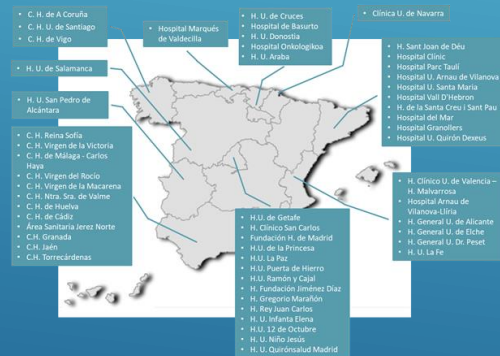 • C. H. de A Coruña
• C. H. U. de Santiago
• C. H. de Vigo
• Hospital Marqués
de Valdecilla
• H. U. de Cruces
• Hospital de Basurto
• H. U. Donostia
• Hospital Onkologikoa
• H. U. Araba
• Clínica U. de Navarra
• H. U. de Salamanca
• H. U. San Pedro de
Alcántara
• C. H. Reina Sofía
• C. H. Virgen de la Victoria
• C. H. de Málaga - Carlos
Haya
• C. H. Virgen del Rocío
• C. H. Virgen de la Macarena
• C. H. Ntra. Sra. de Valme
• C. H. de Huelva
• C. H. de Cádiz
• Área Sanitaria Jerez Norte
• C.H. Granada
• C.H. Jaén
• C.H. Torrecárdenas
• H. Sant Joan de Déu
• Hospital Clínic
• Hospital Parc Taulí
• Hospital U. Arnau de Vilanova
• Hospital U. Santa Maria
• Hospital Vall D'Hebron
• H. de la Santa Creu i Sant Pau
• Hospital del Mar
• Hospital Granollers
• Hospital U. Quirón Dexeus
• H. Clínico U. de Valencia –
H. Malvarrosa
• Hospital Arnau de
Vilanova-Llíria
• H. General U. de Alicante
• H. General U. de Elche
• H. General U. Dr. Peset
• H. U. La Fe
• H.U. de Getafe
• H. Clínico San Carlos
• Fundación H. de Madrid
• H.U. de la Princesa
• H.U. La Paz
• H.U. Puerta de Hierro
• H.U. Ramón y Cajal
• H. Fundación Jiménez Díaz
• H. Gregorio Marañón
• H. Rey Juan Carlos
• H. U. Infanta Elena
• H.U. 12 de Octubre
• H. U. Niño Jesús
• H. U. Quirónsalud Madrid